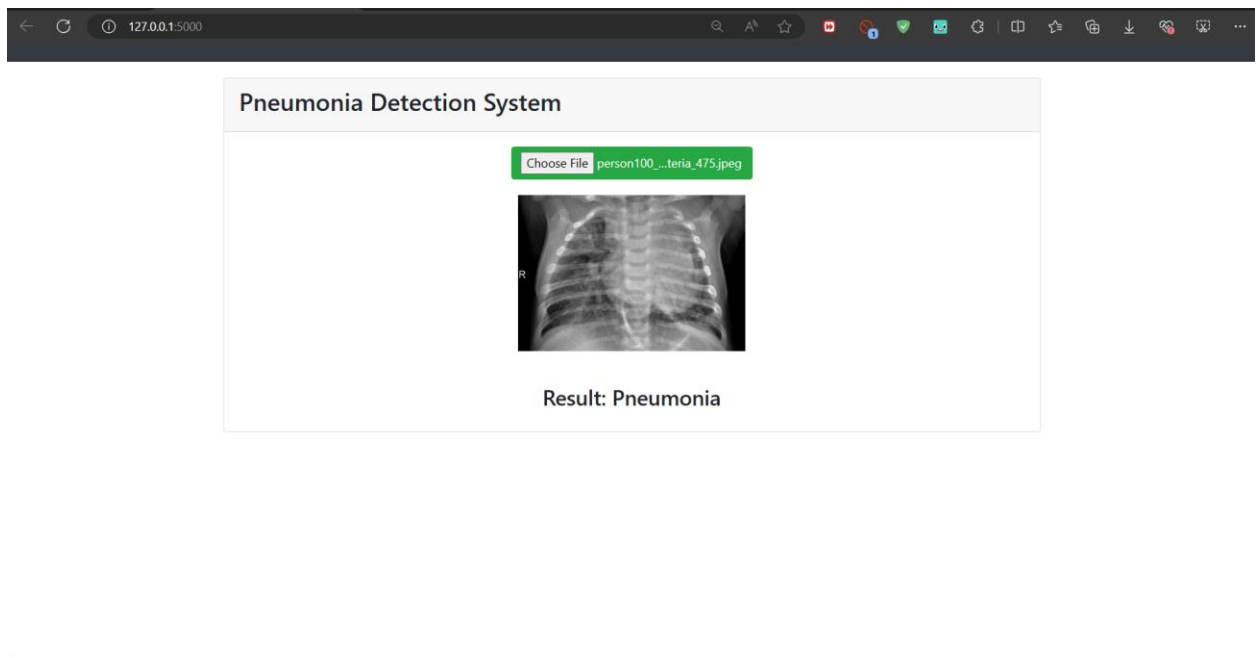 127.0.0.1:5000
Pneumonia Detection System
Choose File person100_...teria_475.jpeg
R
Result: Pneumonia